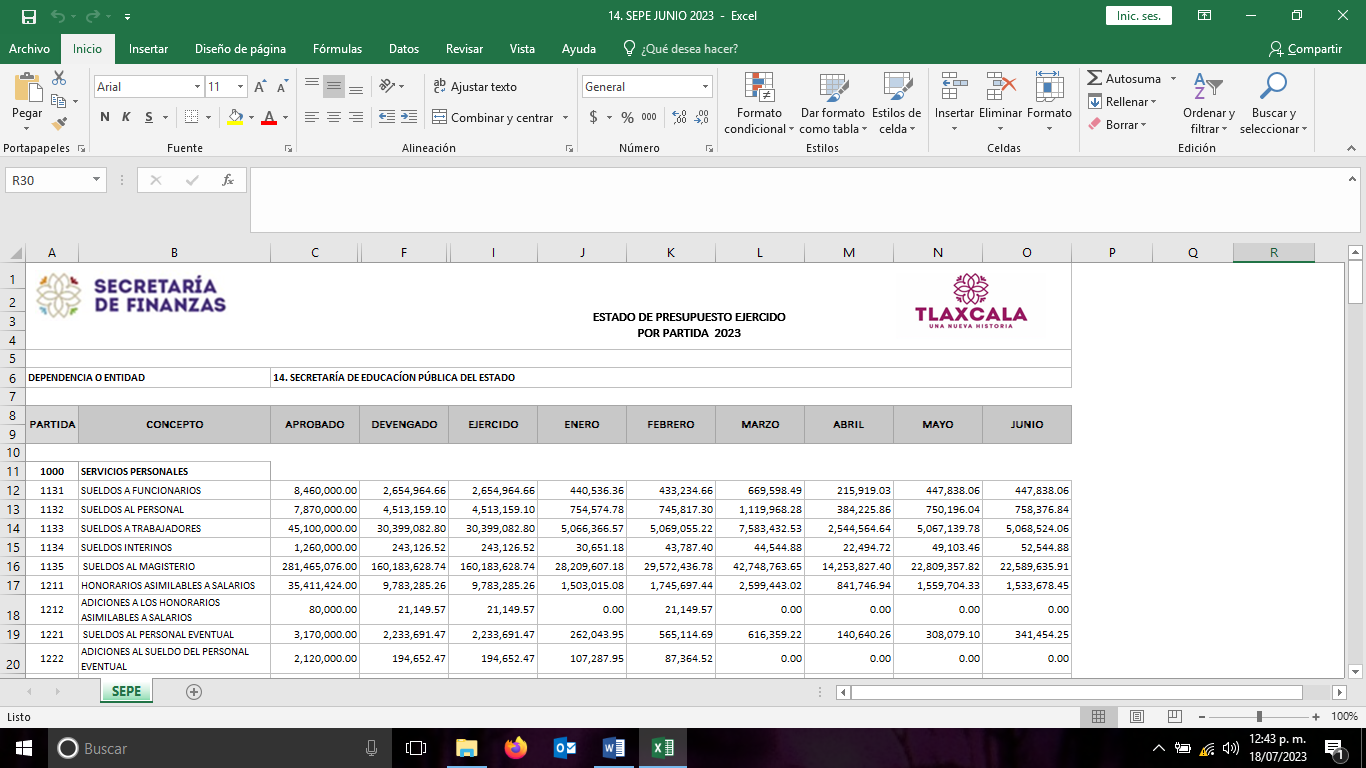 14. SEPE JUNIO 2023 - Excel
Inic. ses.
Archivo Inicio Insertar Diseño de página Fórmulas Datos Revisar Vista Ayuda ¿Qué desea hacer? Compartir
Pegar
Arial 11
N K S
Ajustar texto
Combinar y centrar
General
$ % 000
Formato condicional
Dar formato como tabla
Estilos de celda
Insertar Eliminar Formato
Autosuma
Rellenar
Borrar
Ordenar y filtrar
Buscar y seleccionar
Portapapeles Fuente Alineación Número Estilos Celdas Edición
R30 fx
A B C F I J K L M N O P Q R
1
2
3
4
5
6
7
8
9
10
11
12
13
14
15
16
17
18
19
20
SECRETARÍA
DE FINANZAS
ESTADO DE PRESUPUESTO EJERCIDO
POR PARTIDA 2023
TLAXCALA
UNA NUEVA HISTORIA
DEPENDENCIA O ENTIDAD 14. SECRETARÍA DE EDUCACÍON PÚBLICA DEL ESTADO
PARTIDA CONCEPTO APROBADO DEVENGADO EJERCIDO ENERO FEBRERO MARZO ABRIL MAYO JUNIO
1000 SERVICIOS PERSONALES
1131 SUELDOS A FUNCIONARIOS 8,460,000.00 2,654,964.66 2,654,964.66 440,536.36 433,234.66 669,598.49 215,919.03 447,838.06 447,838.06
1132 SUELDOS AL PERSONAL 7,870,000.00 4,513,159.10 4,513,159.10 754,574.78 745,817.30 1,119,968.28 384,225.86 750,196.04 758,376.84
1133 SUELDOS A TRABAJADORES 45,100,000.00 30,399,082.80 30,399,082.80 5,066,366.57 5,069,055.22 7,583,432.53 2,544,564.64 5,067,139.78 5,068,524.06
1134 SUELDOS INTERINOS 1,260,000.00 243,126.52 243,126.52 30,651.18 43,787.40 44,544.88 22,494.72 49,103.46 52,544.88
1135 SUELDOS AL MAGISTERIO 281,465,076.00 160,183,628.74 160,183,628.74 28,209,607.18 29,572,436.78 42,748,763.65 14,253,827.40 22,809,357.82 22,589,635.91
1211 HONORARIOS ASIMILABLES A SALARIOS 35,411,424.00 9,783,285.26 9,783,285.26 1,503,015.08 1,745,697.44 2,599,443.02 841,746.94 1,559,704.33 1,533,678.45
1212 ADICIONES A LOS HONORARIOS ASIMILABLES A SALARIOS 80,000.00 21,149.57 21,149.57 0.00 21,149.57 0.00 0.00 0.00 0.00
1221 SUELDOS AL PERSONAL EVENTUAL 3,170,000.00 2,233,691.47 2,233,691.47 262,043.95 565,114.69 616,359.22 140,640.26 308,079.10 341,454.25
1222 ADICIONES AL SUELDO DEL PERSONAL EVENTUAL 2,120,000.00 194,652.47 194,652.47 107,287.95 87,364.52 0.00 0.00 0.00 0.00
SEPE
Listo 100%
Buscar
12:43 p. m.
18/07/2023
1